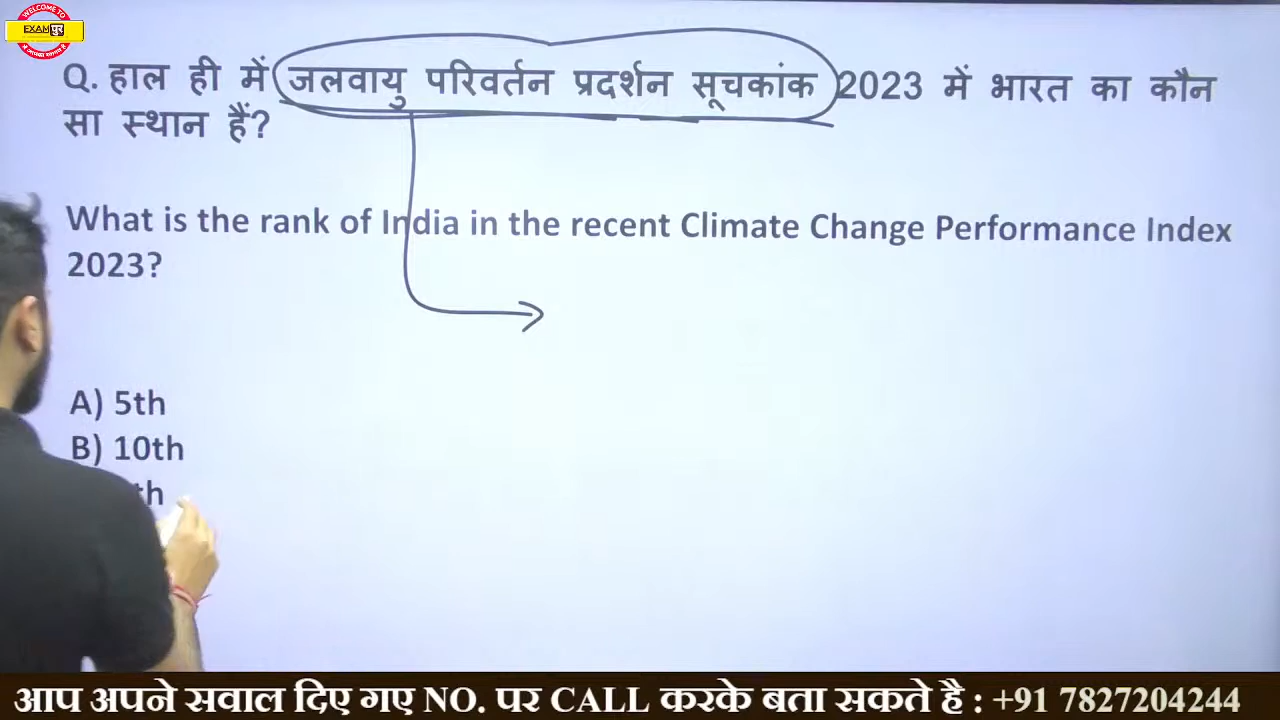 WELCOME TO
EXAMपुर
Q. हाल ही में जलवायु परिवर्तन प्रदर्शन सूचकांक 2023 में भारत का कौन
सा स्थान हैं?
What is the rank of India in the recent Climate Change Performance Index
2023?
A) 5th
B) 10th
th
आप अपने सवाल दिए गए NO. पर CALL करके बता सकते है : +91 7827204244